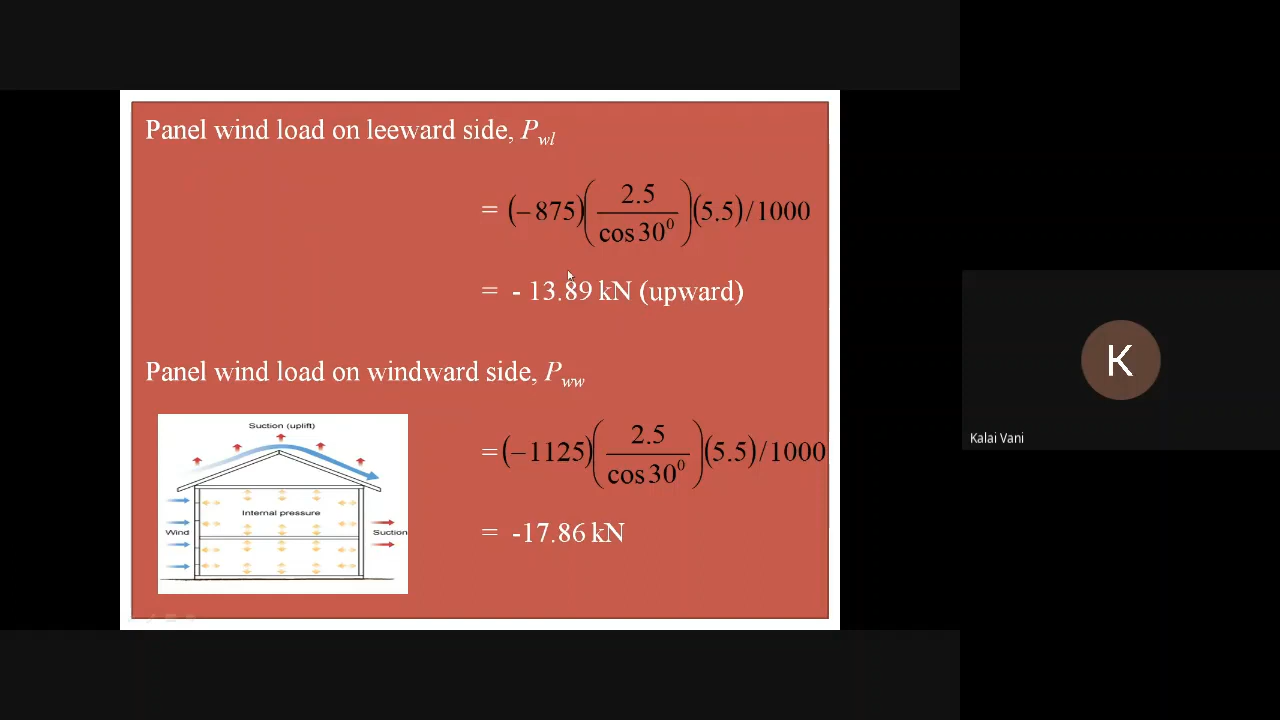 Panel wind load on leeward side, Pwl
= (−875)(2.5/cos 30⁰)(5.5)/1000
= - 13.89 kN (upward)
Panel wind load on windward side, Pww
= (−1125)(2.5/cos 30⁰)(5.5)/1000
= -17.86 kN
Suction (uplift)
Internal pressure
Wind
Suction
K
Kalai Vani